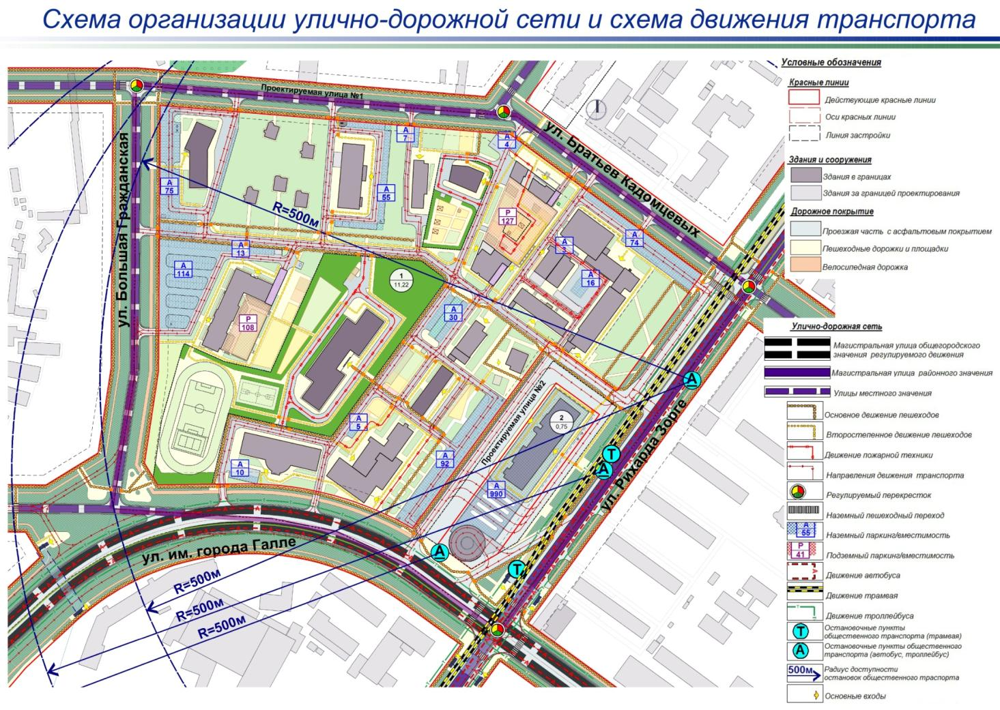 Схема организации улично-дорожной сети и схема движения транспорта
Проектируемая улица №1
ул. Братьев Кадомцевых
ул. Большая Гражданская
А
7
А
4
А
75
А
55
R=500м
Р
127
А
74
А
3
А
13
А
114
А
16
1
11,22
А
30
Р
108
А
Проектируемая улица №2
2
0,75
А
5
ул. Рихарда Зорге
Т
А
А
92
А
10
А
990
ул. им. города Галле
А
Т
R=500м
R=500м
R=500м
Условные обозначения
Красные линии
Действующие красные линии
Оси красных линии
Линия застройки
Здания и сооружения
Здания в границах
Здания за границей проектирования
Дорожное покрытие
Проезжая часть с асфальтовым покрытием
Пешеходные дорожки и площадки
Велосипедная дорожка
Улично-дорожная сеть
Магистральная улица общегородского
значения регулируемого движения
Магистральная улица районного значения
Улицы местного значения
Основное движение пешеходов
Второстепенное движение пешеходов
Движение пожарной техники
Направления движения транспорта
Регулируемый перекресток
Наземный пешеходный переход
А
55
Наземный паркинг/вместимость
Р
41
Подземный паркинг/вместимость
А
Движение автобуса
Движение трамвая
Т
Движение троллейбуса
Т
Остановочные пункты
общественного транспорта (трамвая)
А
Остановочные пункты общественного
транспорта (автобус, троллейбус)
500м
Радиус доступности
остановок общественного траспорта
Основные входы